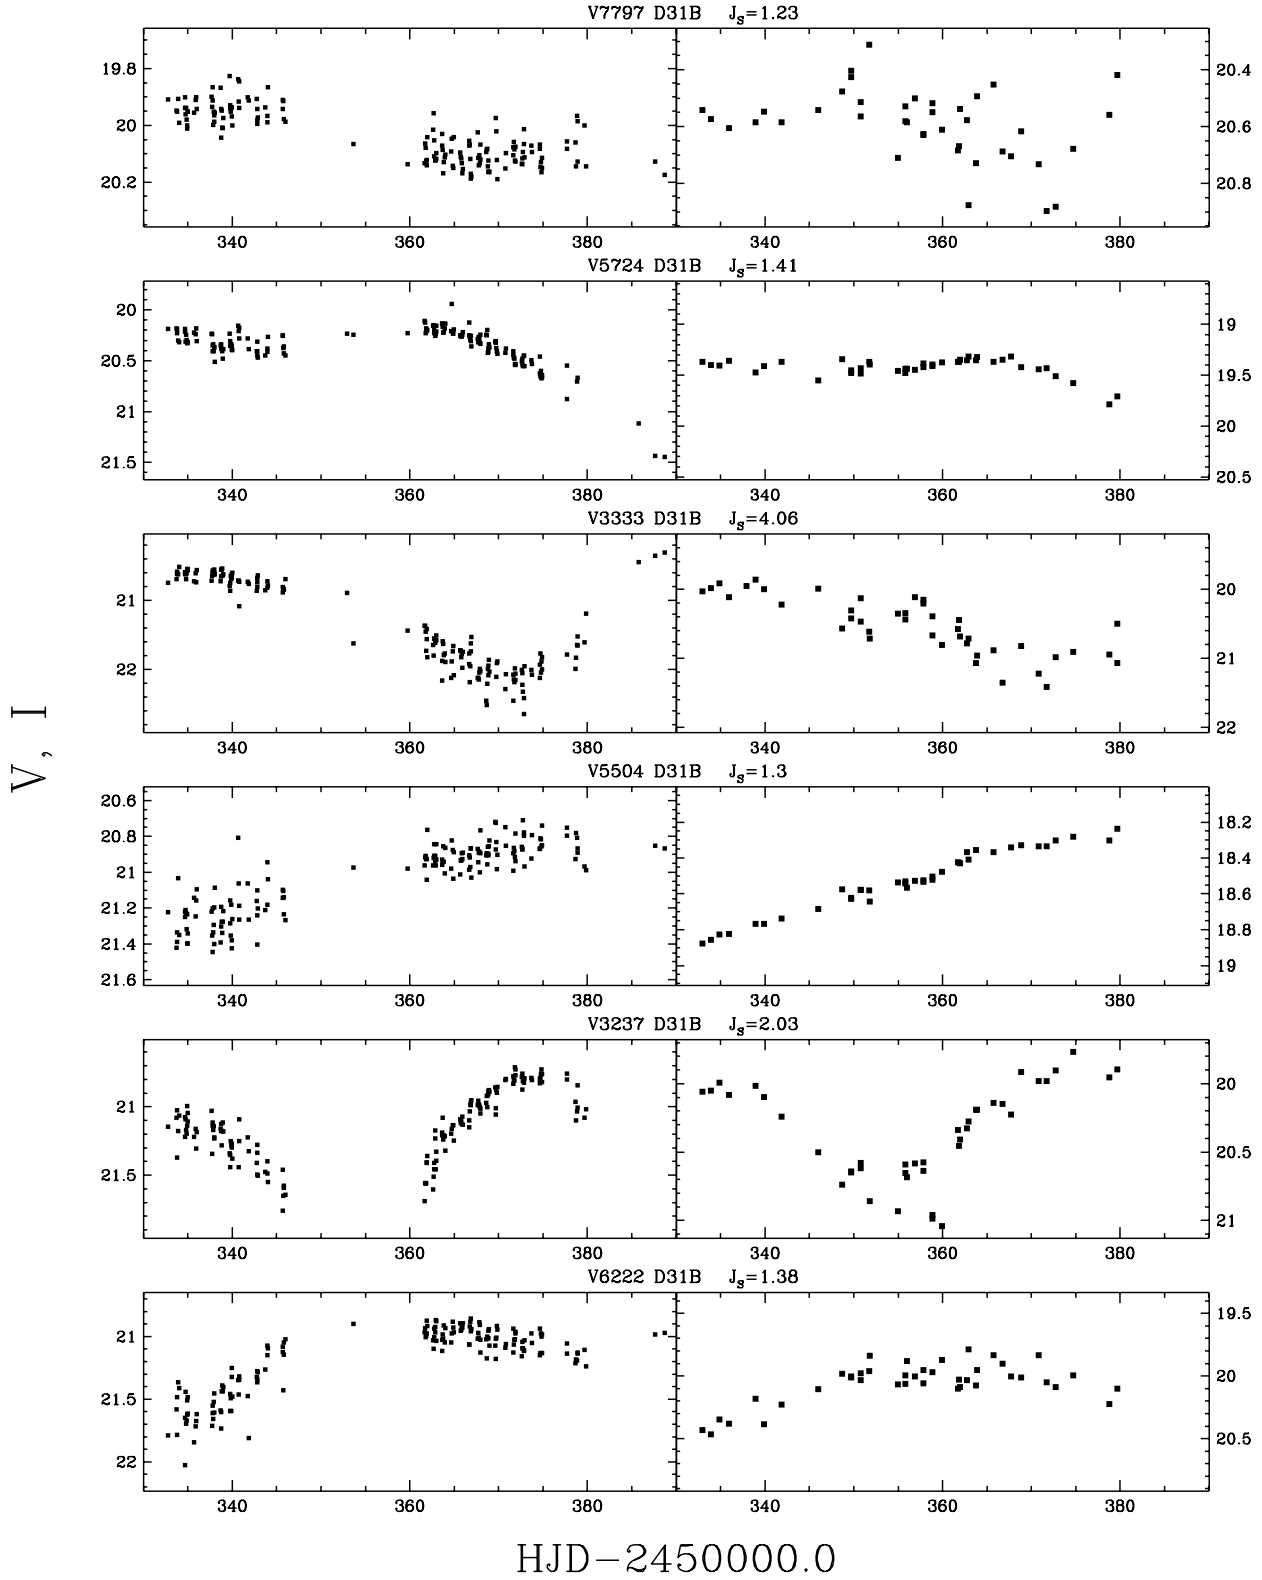 V7797 D31B J_S=1.23
19.8
20
20.2
20.4
20.6
20.8
340 360 380 340 360 380
V5724 D31B J_S=1.41
20
20.5
21
21.5
19
19.5
20
20.5
340 360 380 340 360 380
V3333 D31B J_S=4.06
21
22
20
21
22
340 360 380 340 360 380
V5504 D31B J_S=1.3
20.6
20.8
21
21.2
21.4
21.6
18.2
18.4
18.6
18.8
19
340 360 380 340 360 380
V3237 D31B J_S=2.03
21
21.5
20
20.5
21
340 360 380 340 360 380
V6222 D31B J_S=1.38
21
21.5
22
19.5
20
20.5
340 360 380 340 360 380
V, I
HJD-2450000.0